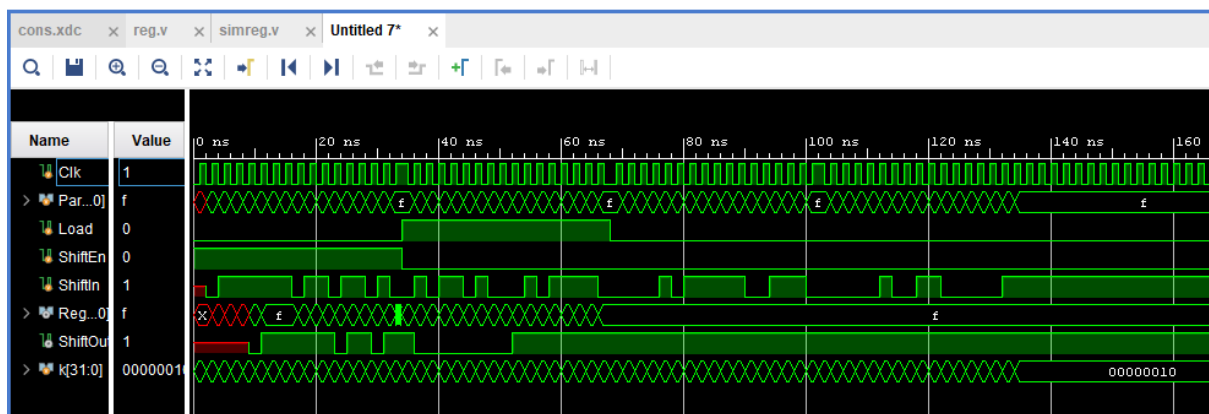 cons.xdc × reg.v × simreg.v × Untitled 7* ×
Name Value 0 ns 20 ns 40 ns 60 ns 80 ns 100 ns 120 ns 140 ns 160
Clk 1
Par...0] f f f f f
Load 0
ShiftEn 0
ShiftIn 1
Reg...0] f X f f
ShiftOu 1
k[31:0] 00000010 00000010